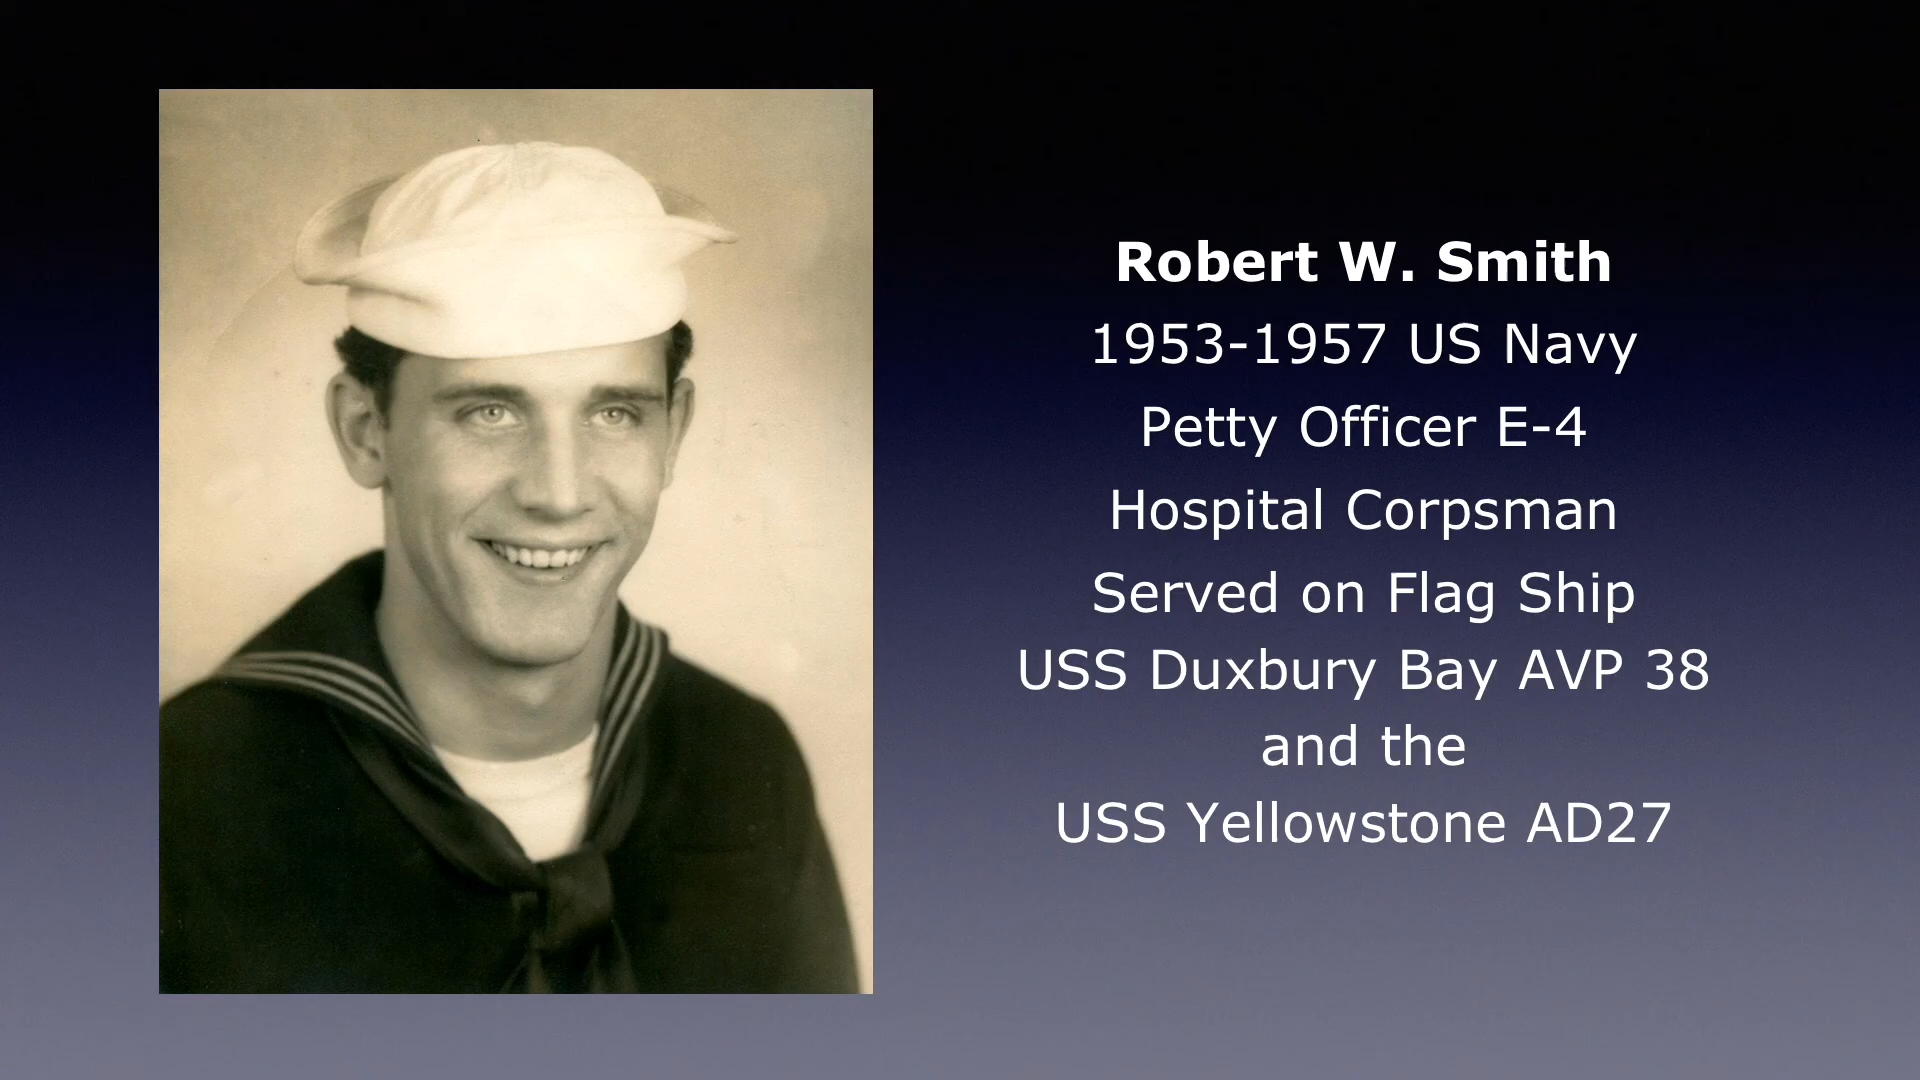 Robert W. Smith
1953-1957 US Navy
Petty Officer E-4
Hospital Corpsman
Served on Flag Ship
USS Duxbury Bay AVP 38
and the
USS Yellowstone AD27